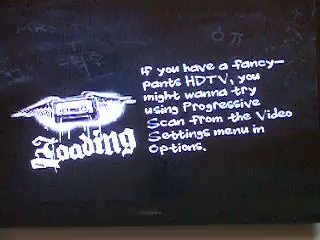 If you have a fancy-
pants HDTV, you
might wanna try
using Progressive
Scan from the Video
Settings menu in
Options.
Loading